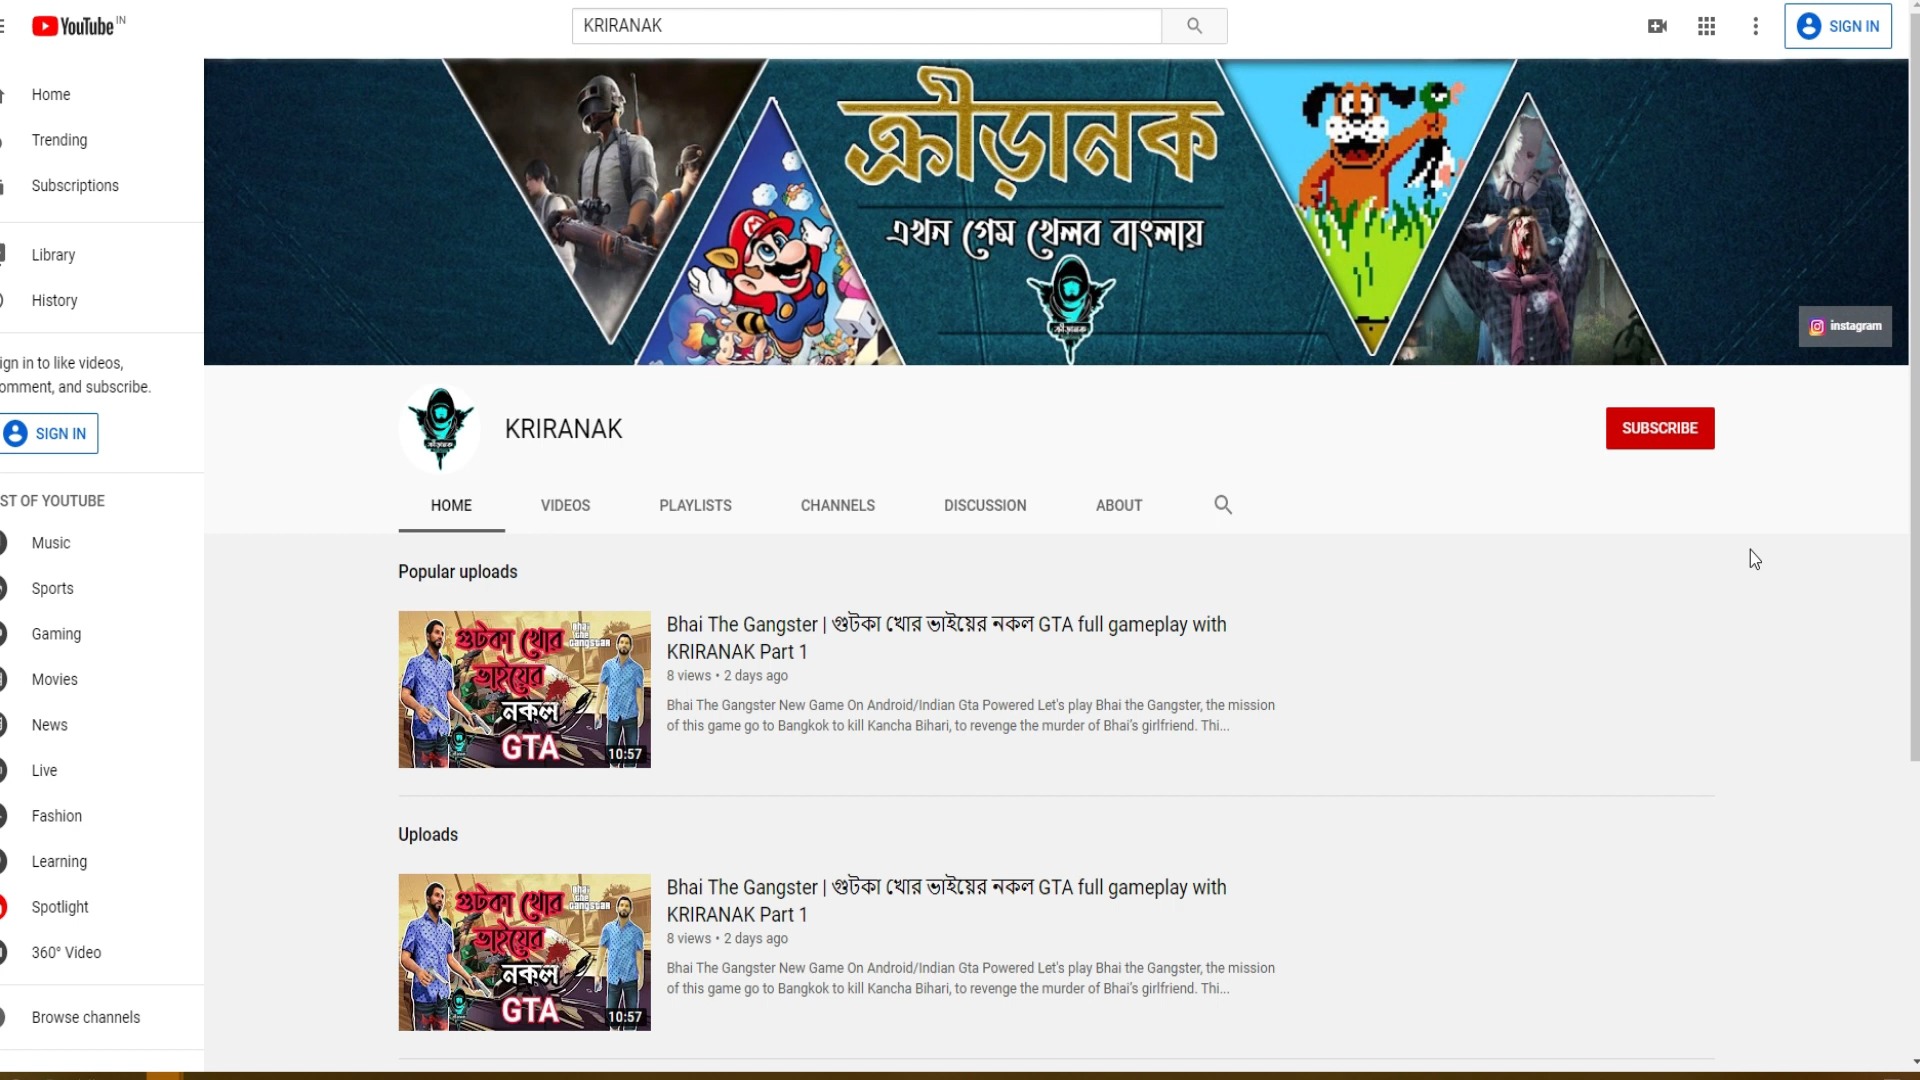 YouTube IN
KRIRANAK
SIGN IN
Home
Trending
Subscriptions
Library
History
ign in to like videos,
omment, and subscribe.
SIGN IN
ST OF YOUTUBE
Music
Sports
Gaming
Movies
News
Live
Fashion
Learning
Spotlight
360° Video
Browse channels
ক্রীড়ানক
এখন গেম খেলব বাংলায়
ক্রীড়ানক
instagram
ক্রীড়ানক
KRIRANAK
SUBSCRIBE
HOME VIDEOS PLAYLISTS CHANNELS DISCUSSION ABOUT
Popular uploads
গুটকা খোর
ভাইয়ের
নকল
GTA
Bhai
the
Gangstar
10:57
Bhai The Gangster | গুটকা খোর ভাইয়ের নকল GTA full gameplay with
KRIRANAK Part 1
8 views • 2 days ago
Bhai The Gangster New Game On Android/Indian Gta Powered Let's play Bhai the Gangster, the mission
of this game go to Bangkok to kill Kancha Bihari, to revenge the murder of Bhai's girlfriend. Thi...
Uploads
গুটকা খোর
ভাইয়ের
নকল
GTA
Bhai
the
Gangstar
10:57
Bhai The Gangster | গুটকা খোর ভাইয়ের নকল GTA full gameplay with
KRIRANAK Part 1
8 views • 2 days ago
Bhai The Gangster New Game On Android/Indian Gta Powered Let's play Bhai the Gangster, the mission
of this game go to Bangkok to kill Kancha Bihari, to revenge the murder of Bhai's girlfriend. Thi...